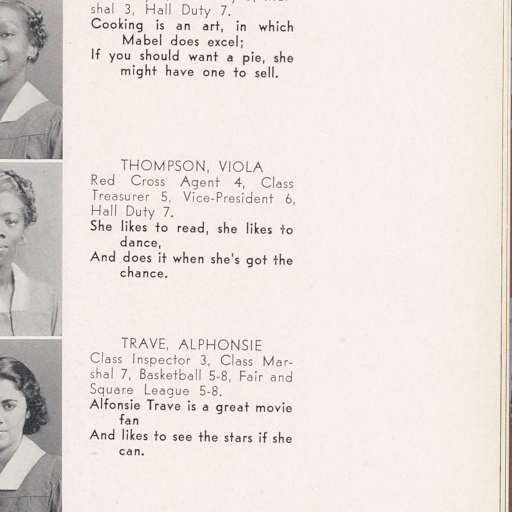 shal 3, Hall Duty 7.
Cooking is an art, in which
Mabel does excel;
If you should want a pie, she
might have one to sell.
THOMPSON, VIOLA
Red Cross Agent 4, Class
Treasurer 5, Vice-President 6,
Hall Duty 7.
She likes to read, she likes to
dance,
And does it when she's got the
chance.
TRAVE, ALPHONSIE
Class Inspector 3, Class Mar-
shal 7, Basketball 5-8, Fair and
Square League 5-8.
Alfonsie Trave is a great movie
fan
And likes to see the stars if she
can.